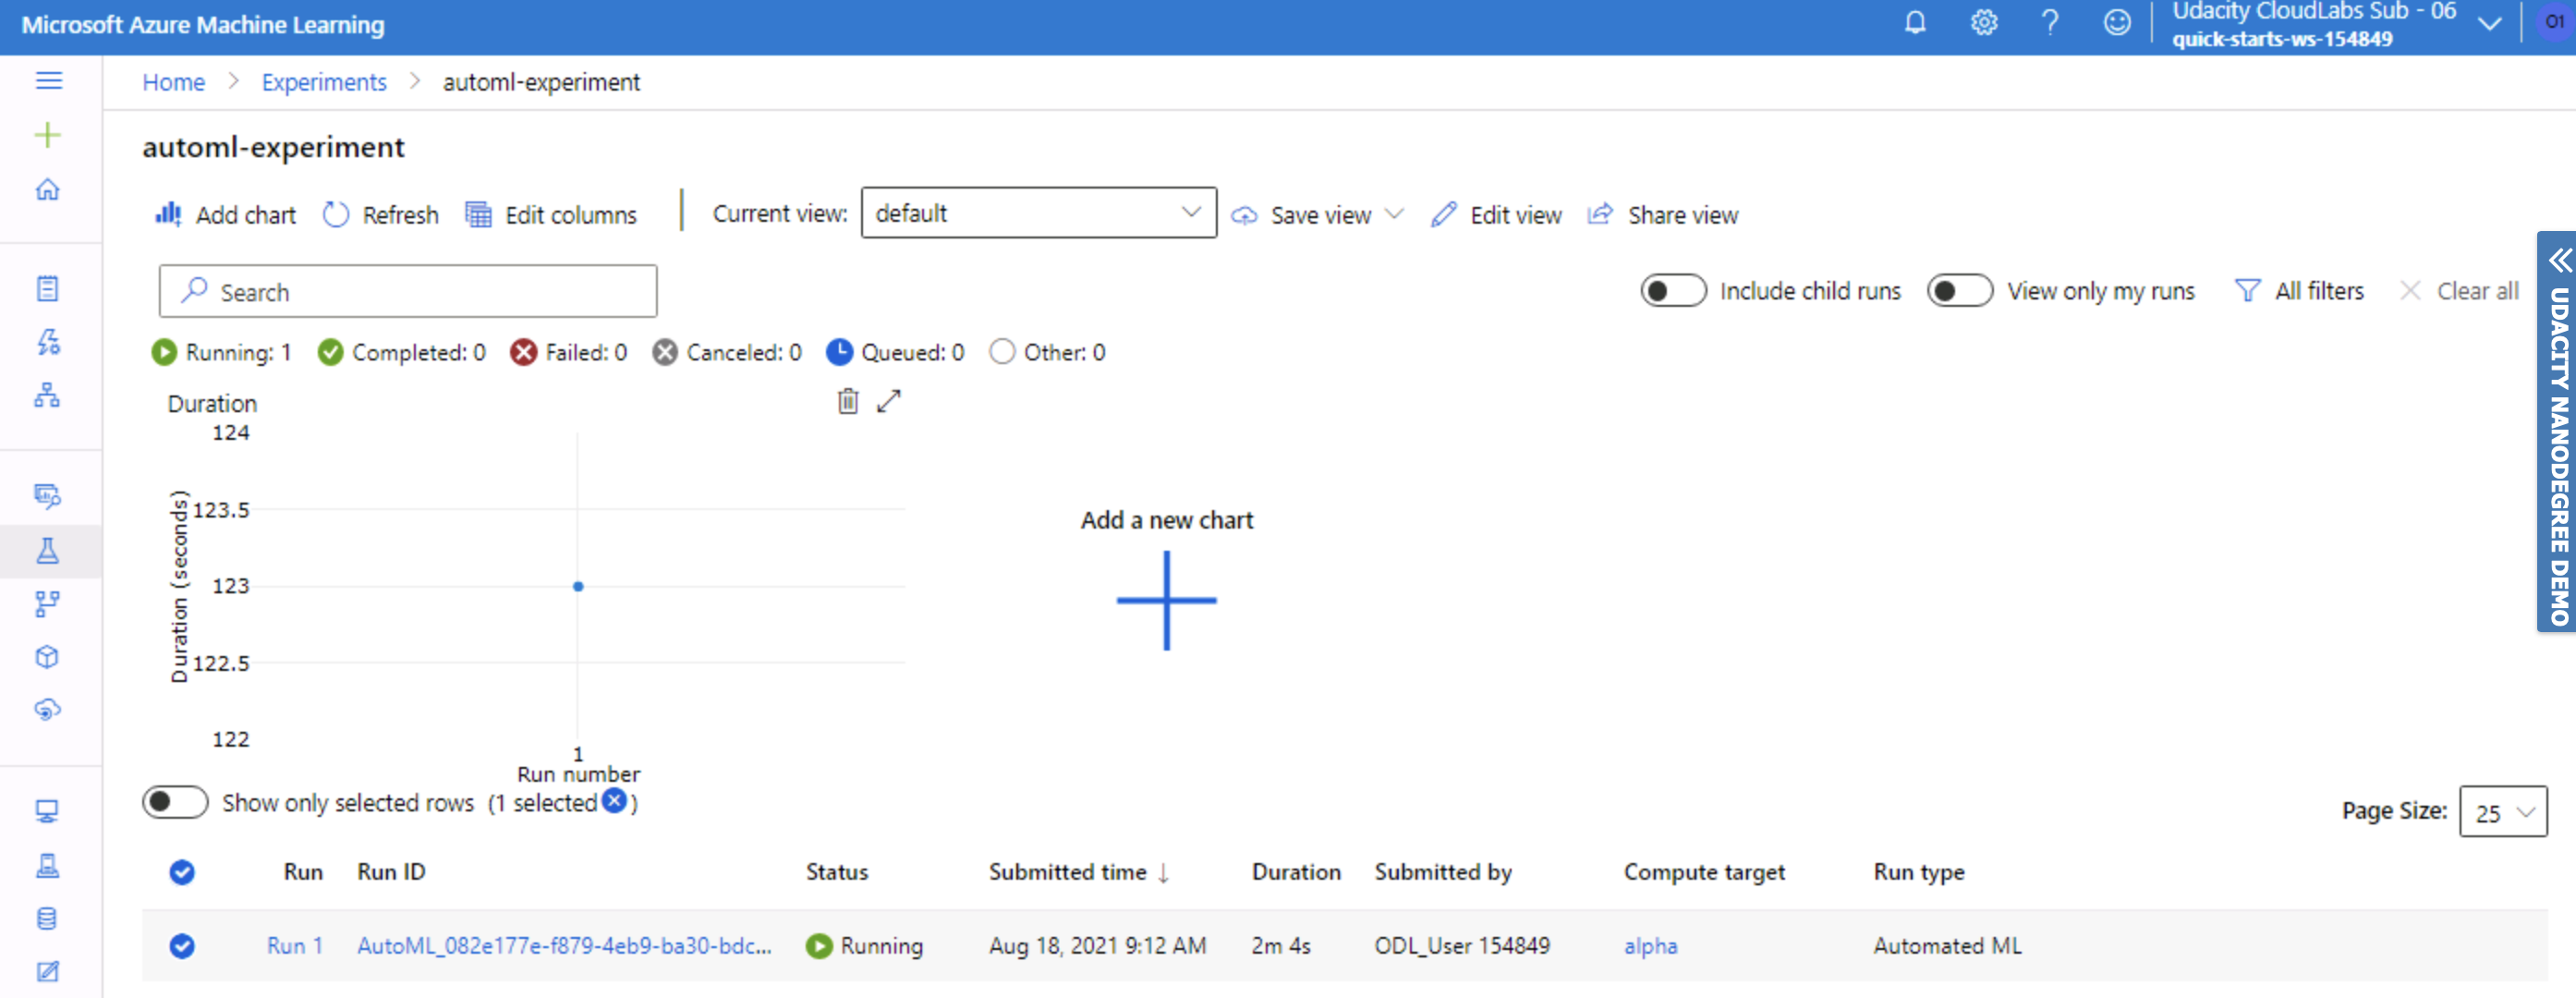 Microsoft Azure Machine Learning
Udacity CloudLabs Sub - 06
quick-starts-ws-154849
O1
Home > Experiments > automl-experiment
automl-experiment
Add chart Refresh Edit columns Current view: default Save view Edit view Share view
Search
Include child runs View only my runs All filters Clear all
Running: 1 Completed: 0 Failed: 0 Canceled: 0 Queued: 0 Other: 0
Duration
124
123.5
123
122.5
122
Duration (seconds)
1
Run number
Add a new chart
UDACITY NANODEGREE DEMO
Show only selected rows (1 selected )
Page Size: 25
Run Run ID Status Submitted time ↓ Duration Submitted by Compute target Run type
Run 1 AutoML_082e177e-f879-4eb9-ba30-bdc... Running Aug 18, 2021 9:12 AM 2m 4s ODL_User 154849 alpha Automated ML